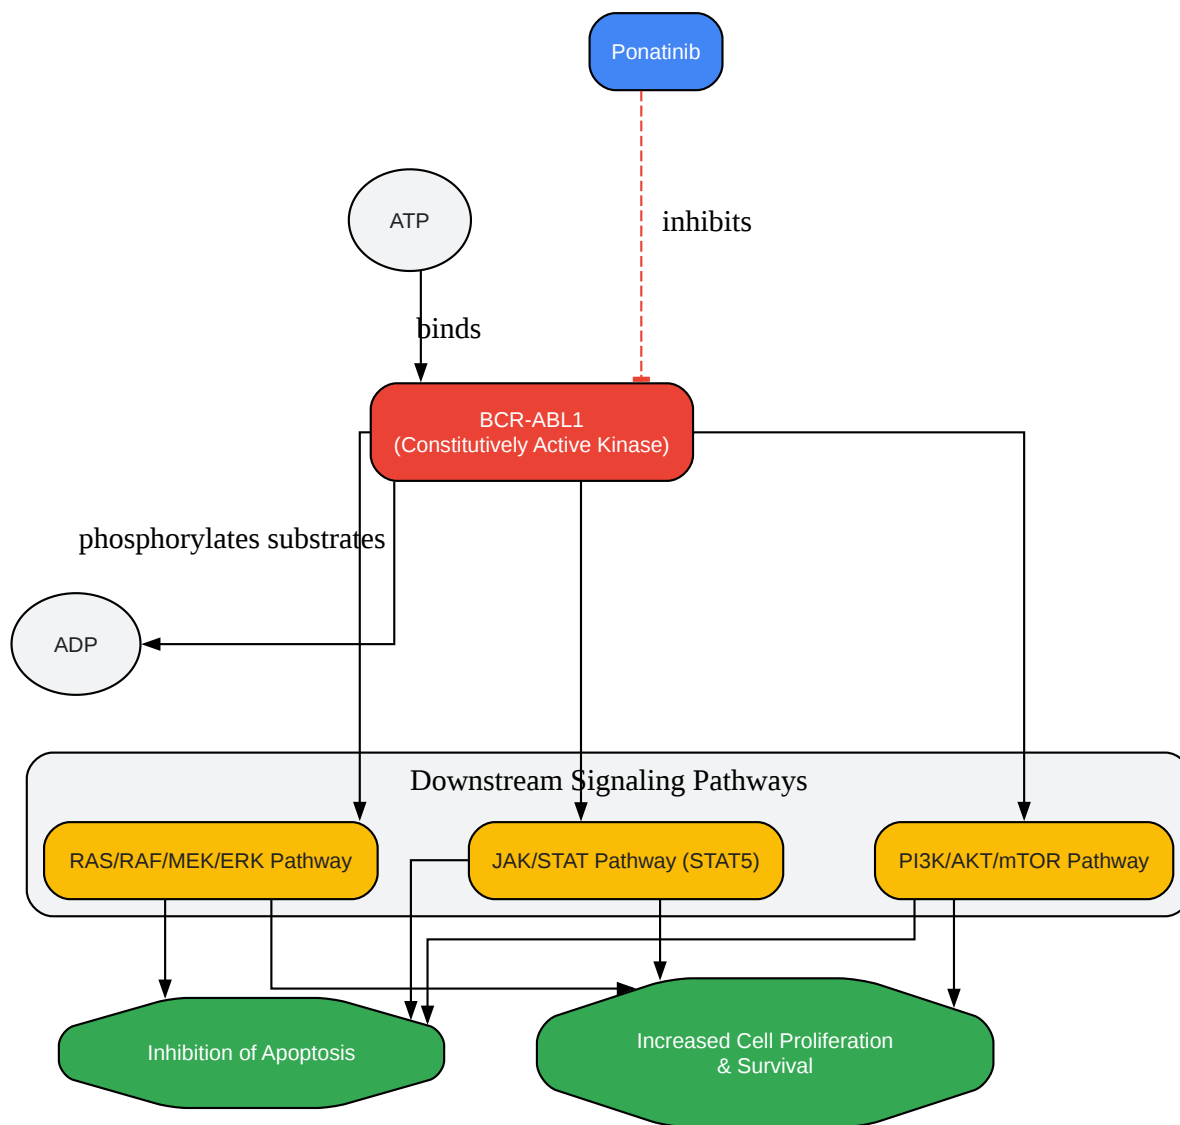 Ponatinib
ATP
inhibits
binds
BCR-ABL1
(Constitutively Active Kinase)
phosphorylates substrates
ADP
Downstream Signaling Pathways
RAS/RAF/MEK/ERK Pathway
JAK/STAT Pathway (STAT5)
PI3K/AKT/mTOR Pathway
Inhibition of Apoptosis
Increased Cell Proliferation
& Survival